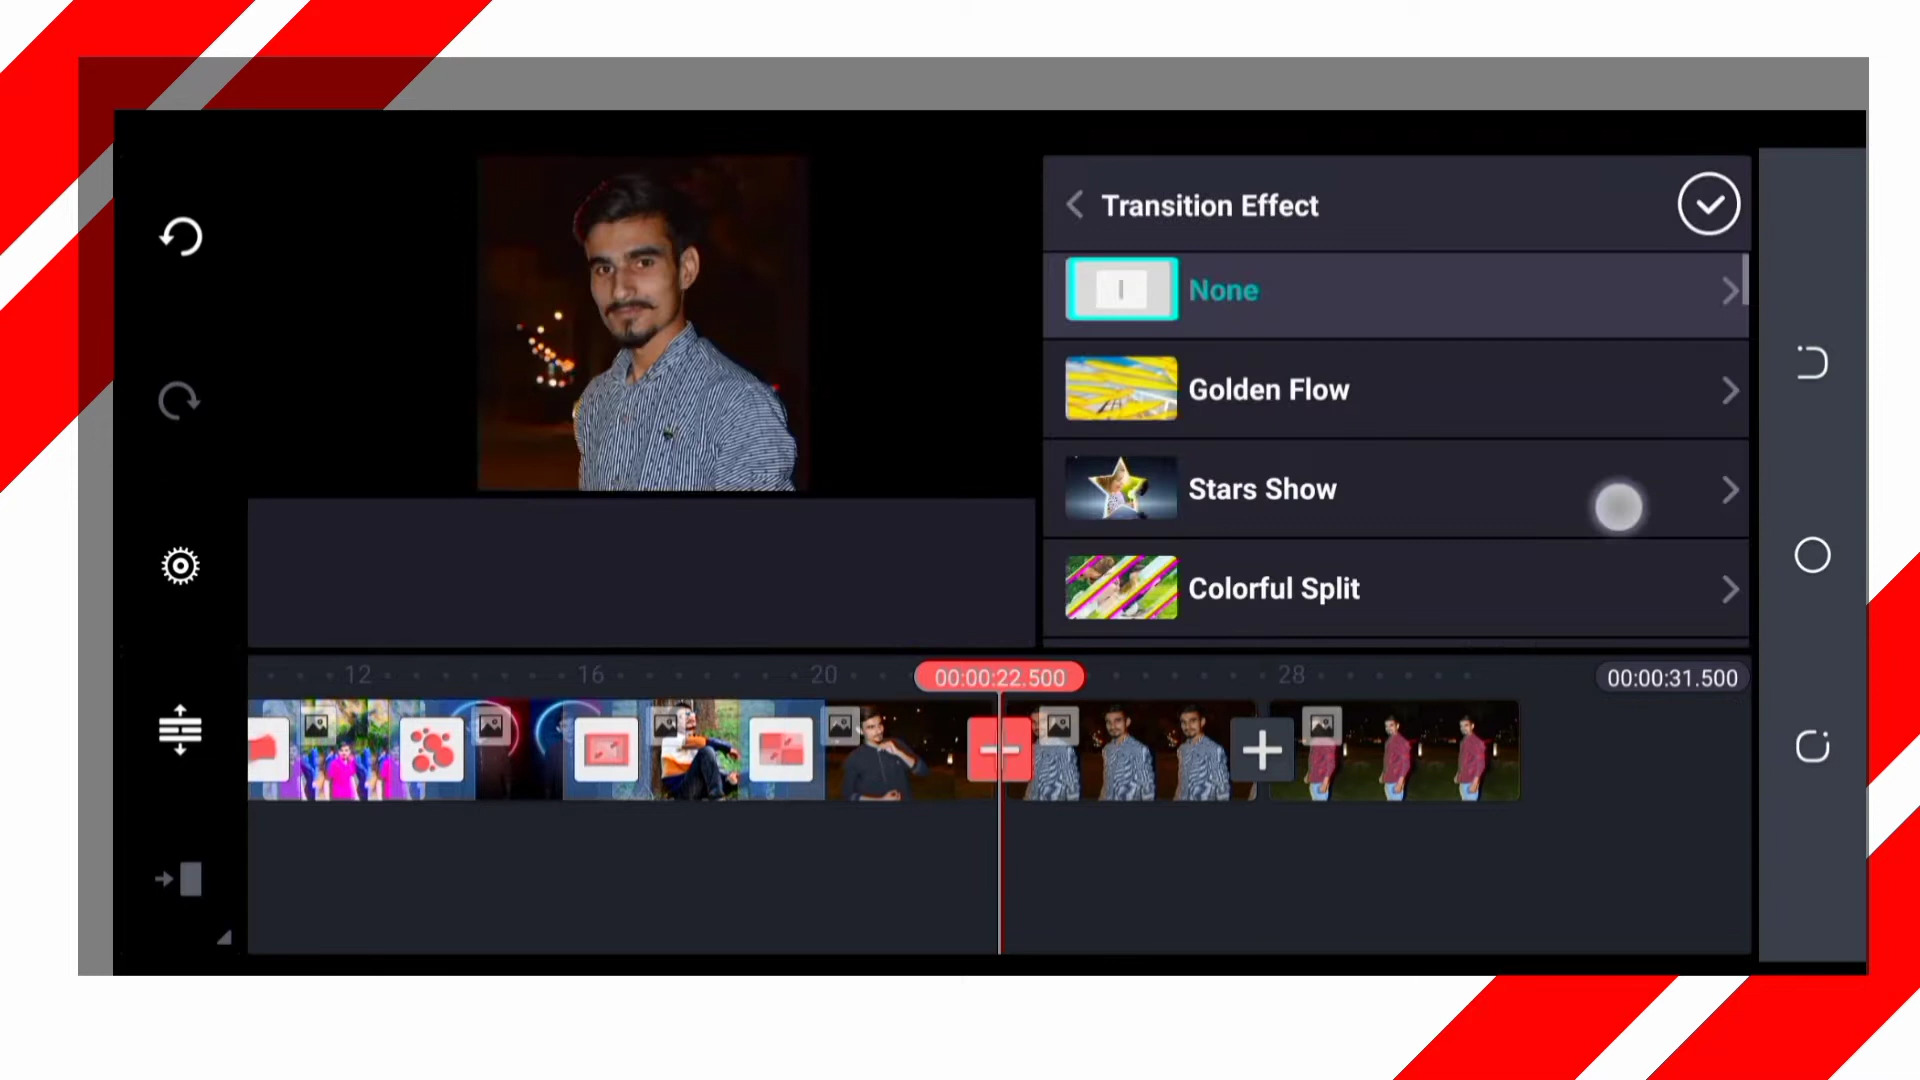 Transition Effect
None
Golden Flow
Stars Show
Colorful Split
12
16
20
00:00:22.500
28
00:00:31.500